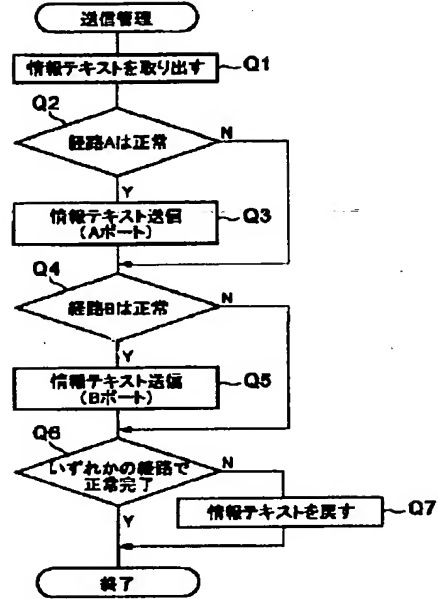 送信管理
情報テキストを取り出す
Q1
Q2
経路Aは正常
N
Y
情報テキスト送信
(Aポート)
Q3
Q4
経路Bは正常
N
Y
情報テキスト送信
(Bポート)
Q5
Q6
いずれかの経路で
正常完了
N
Y
情報テキストを戻す
Q7
終了